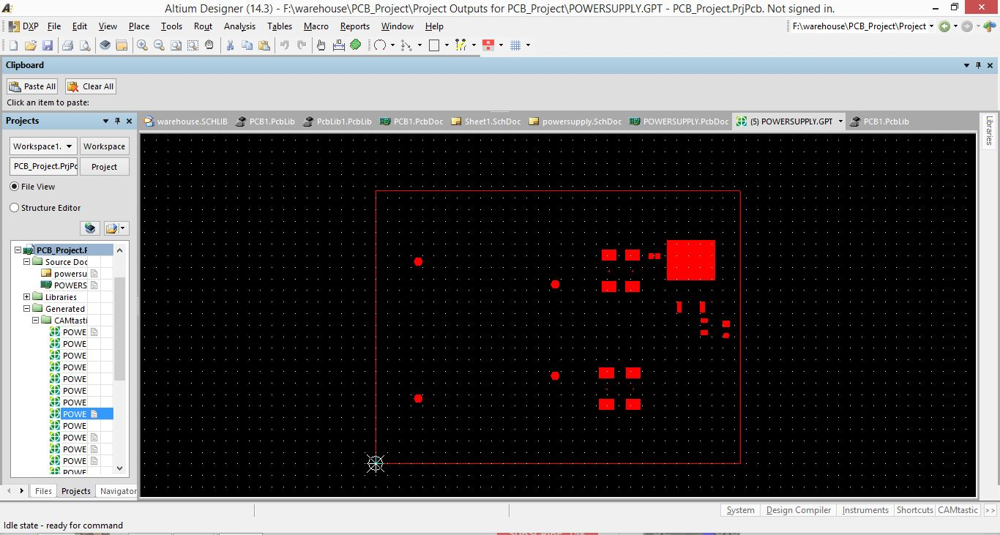 Altium Designer (14.3) - F:\warehouse\PCB_Project\Project Outputs for PCB_Project\POWERSUPPLY.GPT - PCB_Project.PrjPcb. Not signed in.
DXP File Edit View Place Tools Rout Analysis Tables Macro Reports Window Help F:\warehouse\PCB_Project\Project
Clipboard
Paste All Clear All
Click an item to paste:
Projects
warehouse.SCHLIB PCB1.PcbLib PcbLib1.PcbLib PCB1.PcbDoc Sheet1.SchDoc powersupply.SchDoc POWERSUPPLY.PcbDoc (5) POWERSUPPLY.GPT PCB1.PcbLib
Libraries
Workspace1. Workspace
PCB_Project.PrjPc Project
File View
Structure Editor
PCB_Project.F
Source Doc
powersu
POWERS
Libraries
Generated
CAMtasti
POWE
POWE
POWE
POWE
POWE
POWE
POWE
POWE
POWE
POWE
POWE
POWE
POWE
Files Projects Navigator
System Design Compiler Instruments Shortcuts CAMtastic >>
Idle state - ready for command